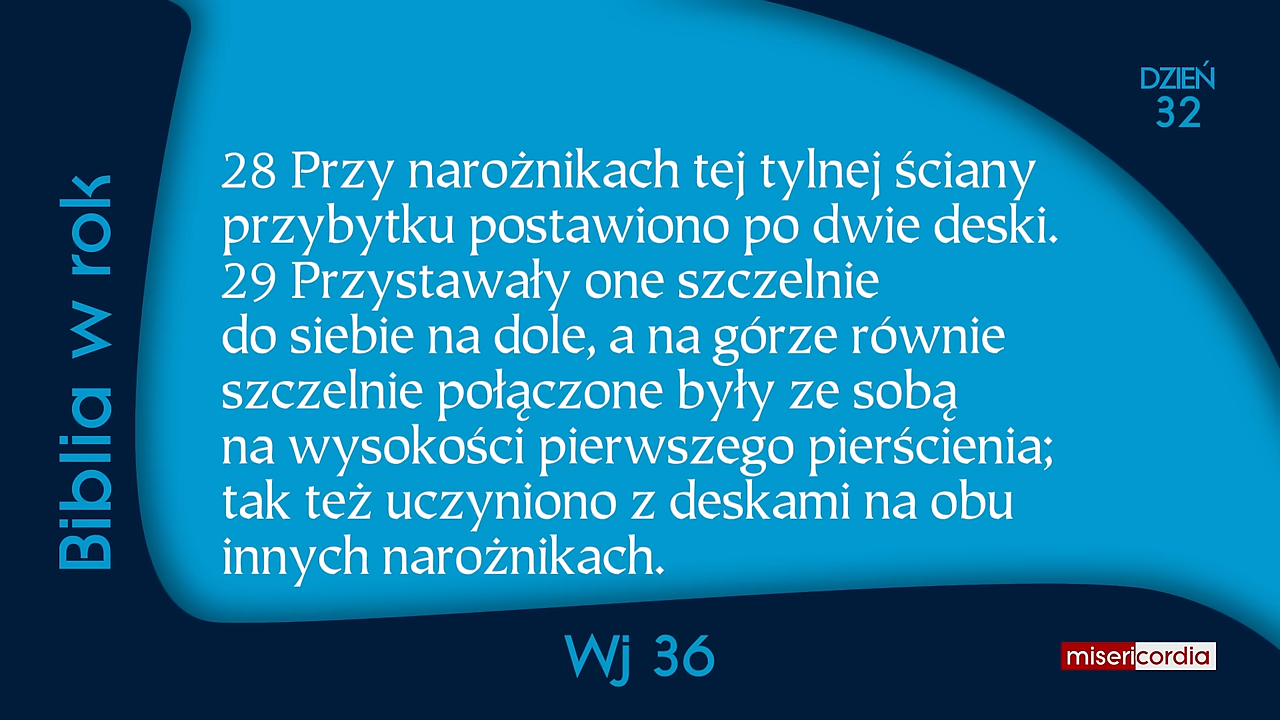 DZIEŃ
32
Biblia w rok
28 Przy narożnikach tej tylnej ściany
przybytku postawiono po dwie deski.
29 Przystawały one szczelnie
do siebie na dole, a na górze równie
szczelnie połączone były ze sobą
na wysokości pierwszego pierścienia;
tak też uczyniono z deskami na obu
innych narożnikach.
Wj 36
misericordia